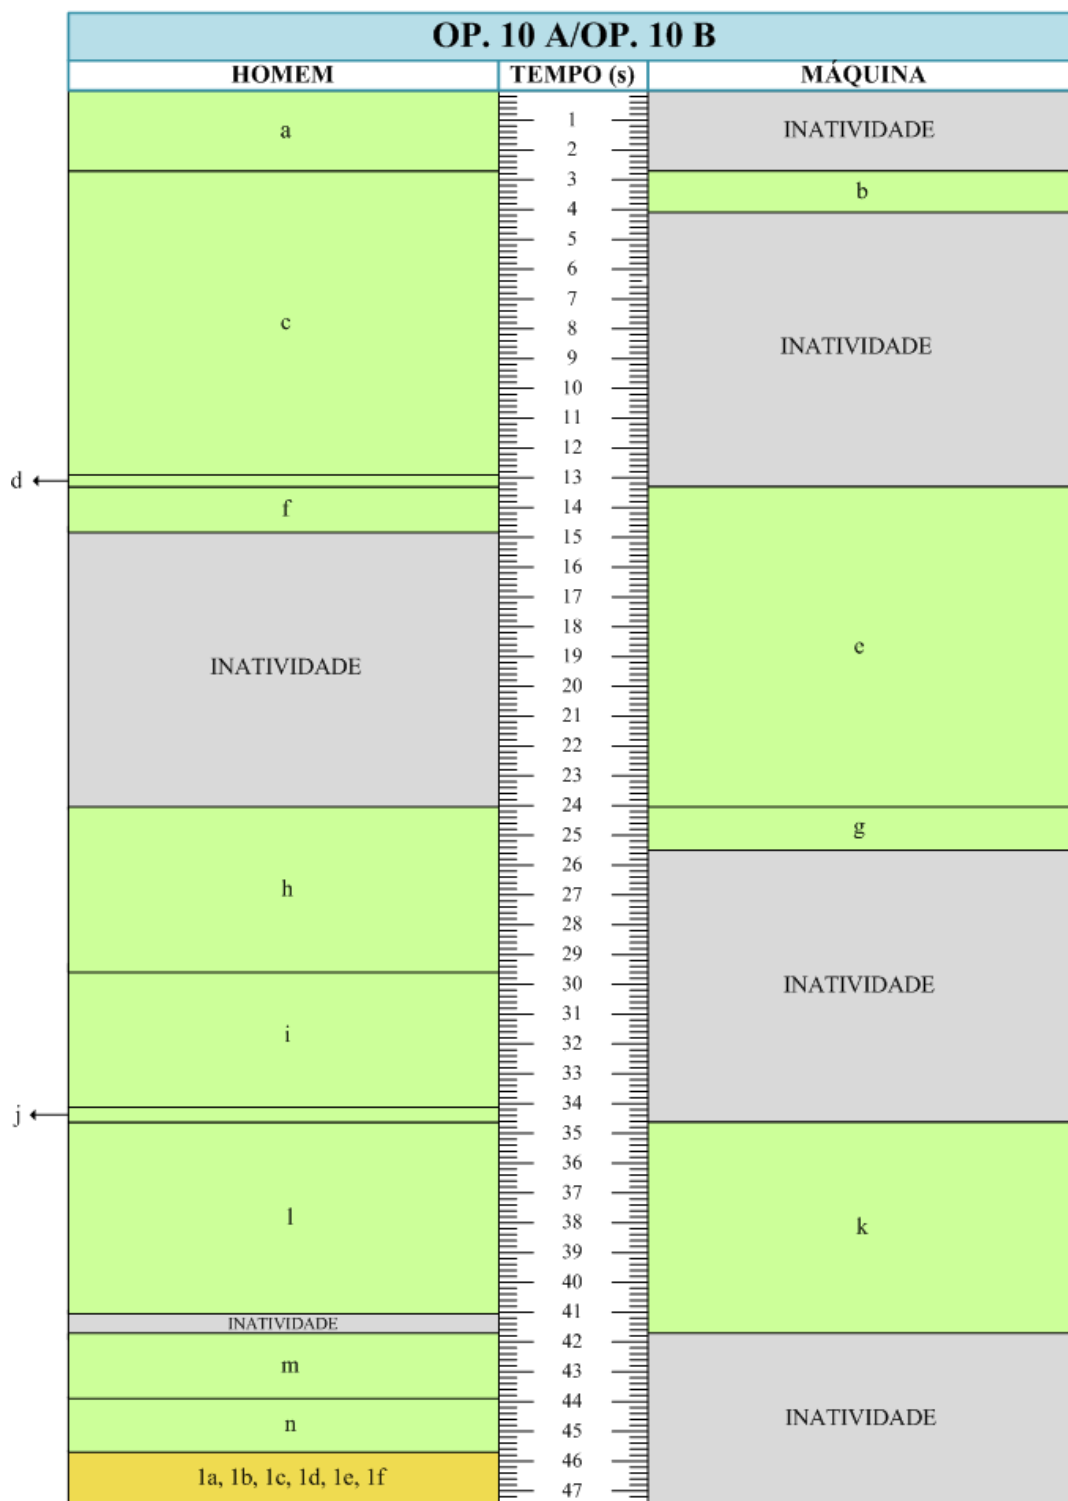 OP. 10 A/OP. 10 B
HOMEM TEMPO (s) MÁQUINA
a 1 INATIVIDADE
2
3 b
4
5
6
7
c 8 INATIVIDADE
9
10
11
12
d 13
f 14
15
16
17
18
INATIVIDADE 19 e
20
21
22
23
24
25 g
26
h 27
28
29
30 INATIVIDADE
31
i 32
33
34
j
35
36
37
l 38 k
39
40
41
INATIVIDADE
42
m 43
44
n 45 INATIVIDADE
1a, 1b, 1c, 1d, 1e, 1f 46
47